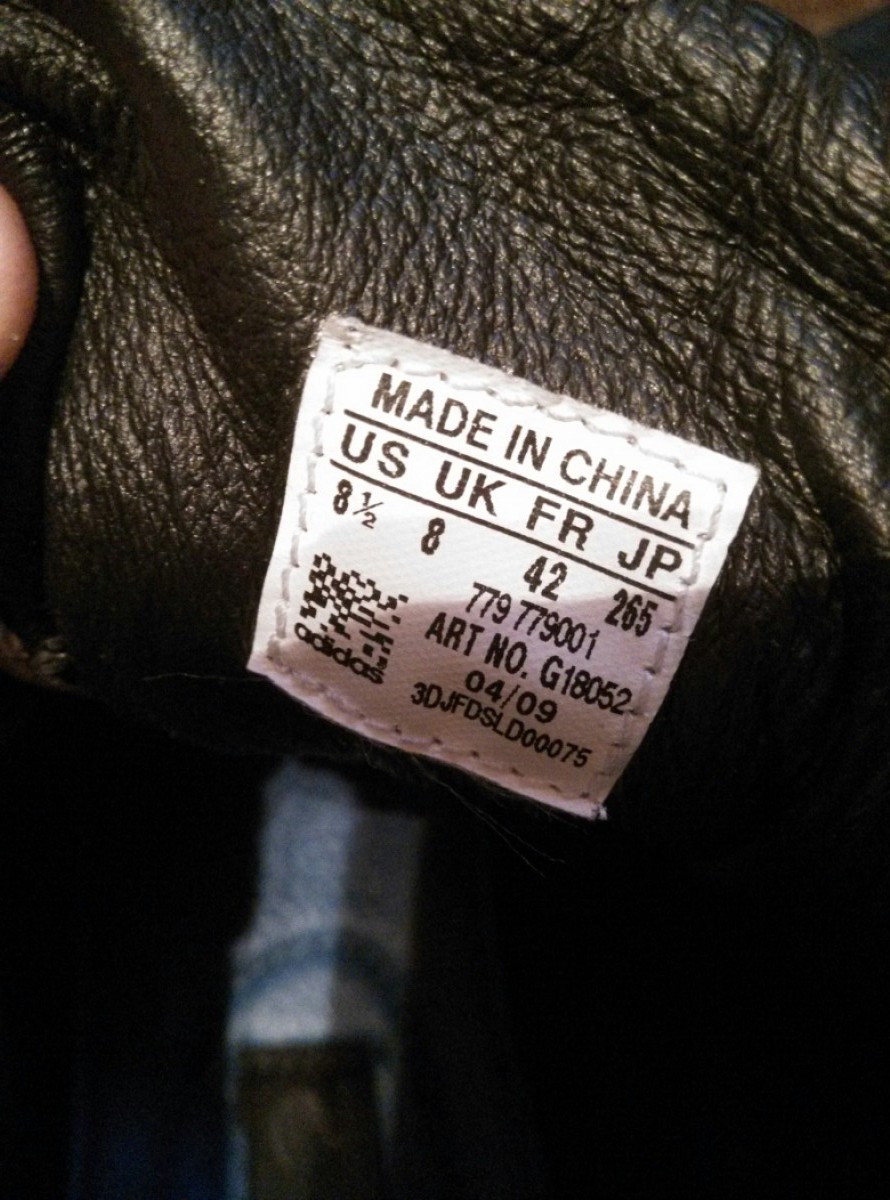 MADE IN CHINA
US UK FR JP
8½ 8 42 265
779 779001
ART NO. G18052
04/09
adidas
3DJFDSLD00075